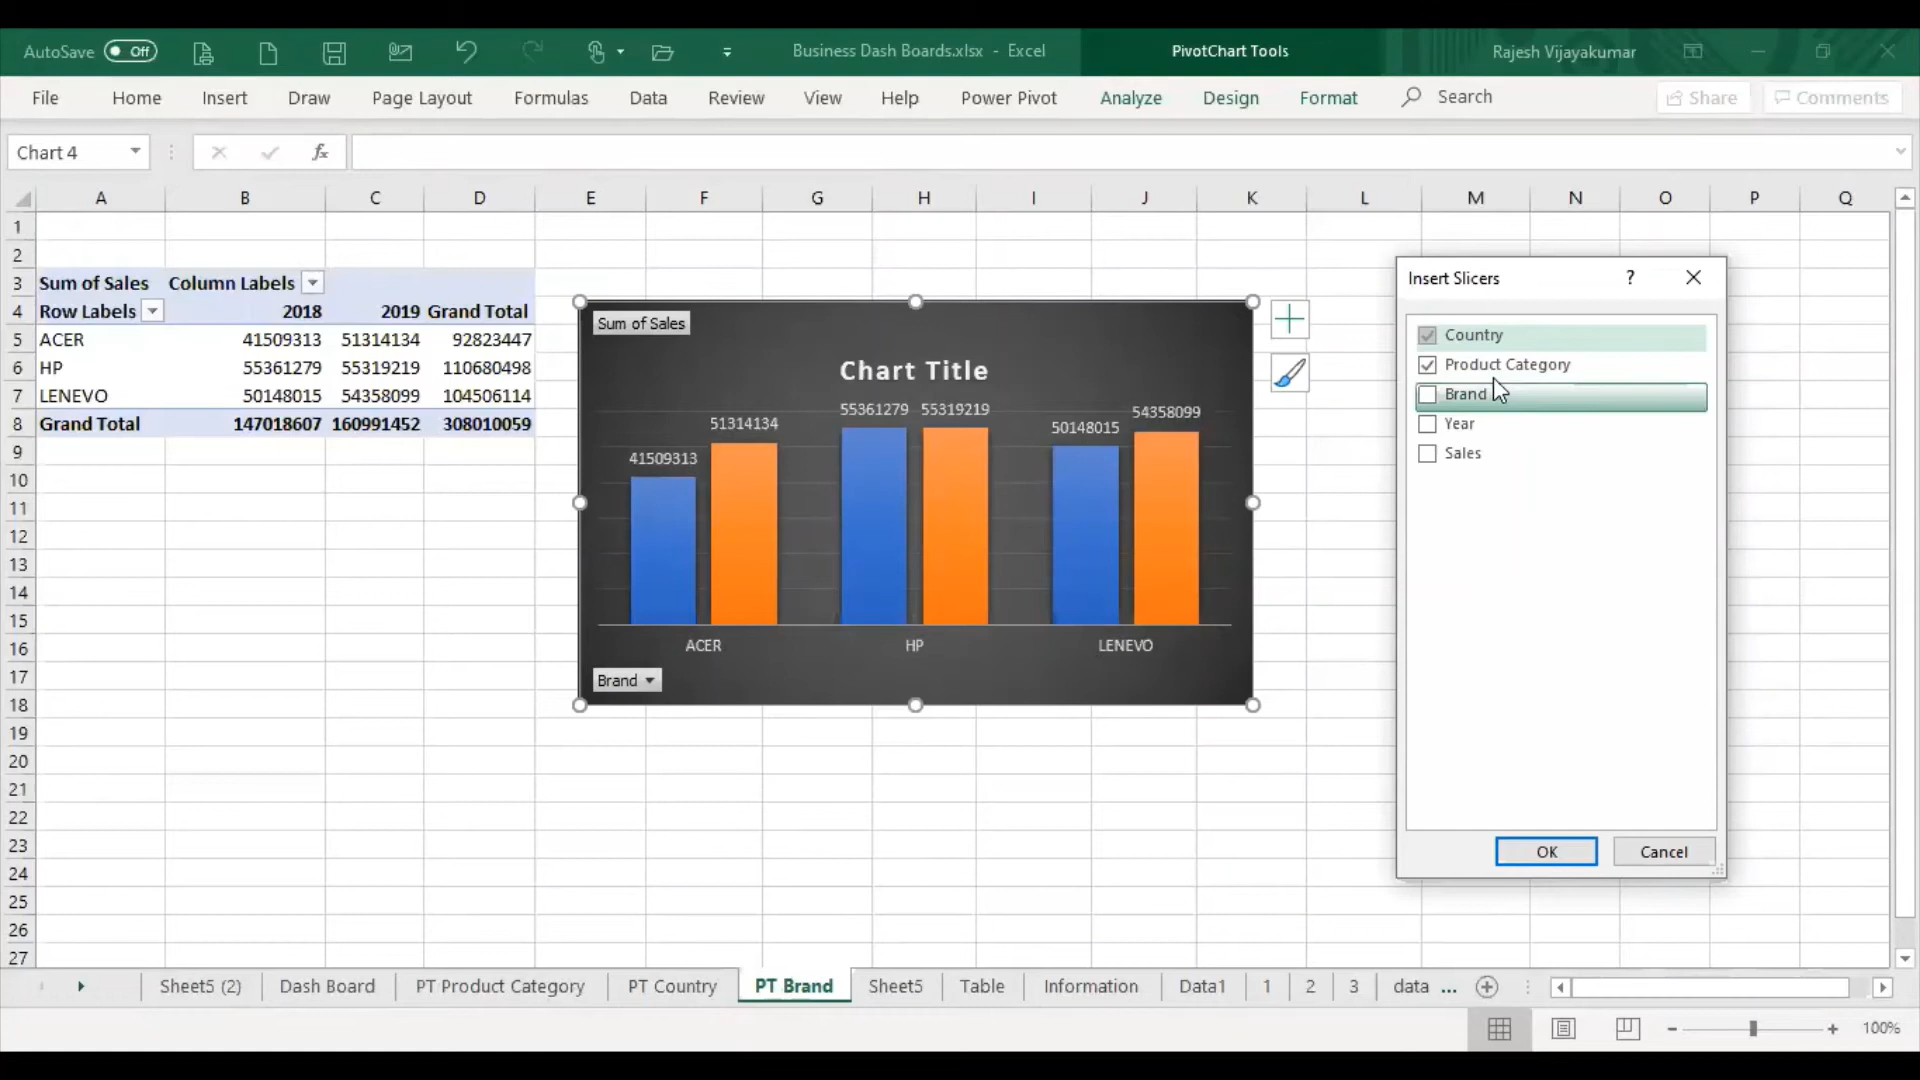 AutoSave Off Business Dash Boards.xlsx - Excel PivotChart Tools Rajesh Vijayakumar
File Home Insert Draw Page Layout Formulas Data Review View Help Power Pivot Analyze Design Format Search Share Comments
Chart 4 fx
A B C D E F G H I J K L M N O P Q
1
2
3 Sum of Sales Column Labels
4 Row Labels 2018 2019 Grand Total
5 ACER 41509313 51314134 92823447
6 HP 55361279 55319219 110680498
7 LENEVO 50148015 54358099 104506114
8 Grand Total 147018607 160991452 308010059
9
10
11
12
13
14
15
16
17
18
19
20
21
22
23
24
25
26
27
Sum of Sales
Chart Title
41509313 51314134 55361279 55319219 50148015 54358099
ACER HP LENEVO
Brand
Insert Slicers ?
Country
Product Category
Brand
Year
Sales
OK Cancel
Sheet5 (2) Dash Board PT Product Category PT Country PT Brand Sheet5 Table Information Data1 1 2 3 data ...
100%